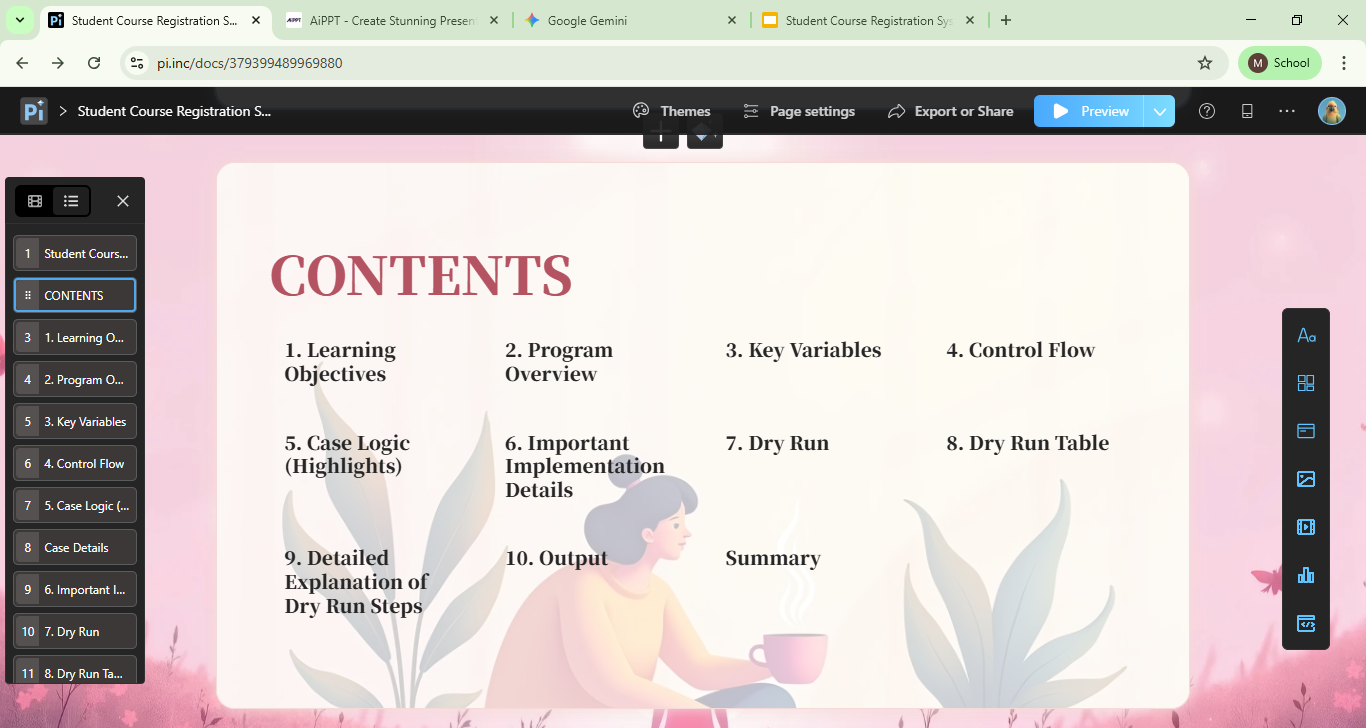 Student Course Registration S...
AiPPT - Create Stunning Presen
Google Gemini
Student Course Registration Sys
pi.inc/docs/379399489969880
M
School
Pi
Student Course Registration S...
Themes
Page settings
Export or Share
Preview
1 Student Cours...
CONTENTS
3 1. Learning O...
4 2. Program O...
5 3. Key Variables
6 4. Control Flow
7 5. Case Logic (...
8 Case Details
9 6. Important I...
10 7. Dry Run
11 8. Dry Run Ta...
CONTENTS
1. Learning
Objectives
2. Program
Overview
3. Key Variables
4. Control Flow
5. Case Logic
(Highlights)
6. Important
Implementation
Details
7. Dry Run
8. Dry Run Table
9. Detailed
Explanation of
Dry Run Steps
10. Output
Summary
Aa